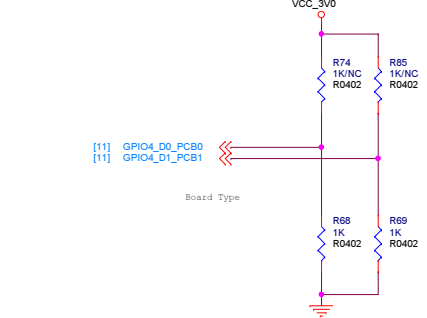 VCC_3V0
R74
1K/NC
R0402
R85
1K/NC
R0402
[11] GPIO4_D0_PCB0
[11] GPIO4_D1_PCB1
Board Type
R68
1K
R0402
R69
1K
R0402